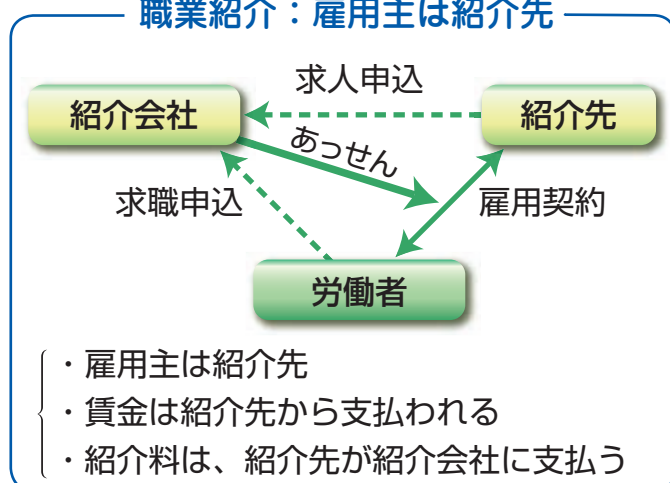 職業紹介：雇用主は紹介先
求人申込
紹介会社
紹介先
あっせん
求職申込
雇用契約
労働者
・雇用主は紹介先
・賃金は紹介先から支払われる
・紹介料は、紹介先が紹介会社に支払う